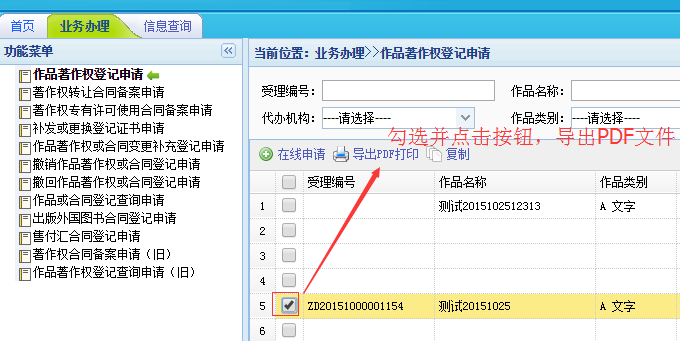 首页 业务办理 信息查询
功能菜单
作品著作权登记申请
著作权转让合同备案申请
著作权专有许可使用合同备案申请
补发或更换登记证书申请
作品著作权或合同变更补充登记申请
撤销作品著作权或合同登记申请
撤回作品著作权或合同登记申请
作品或合同登记查询申请
出版外国图书合同登记申请
售付汇合同登记申请
著作权合同备案申请（旧）
作品著作权登记查询申请（旧）
当前位置：业务办理>>作品著作权登记申请
受理编号： 作品名称：
代办机构： ----请选择---- 作品类别： ----请选择----
勾选并点击按钮，导出PDF文件
在线申请 导出PDF打印 复制
受理编号 作品名称 作品类别
1 测试2015102512313 A 文字
2
3
4
5 ZD20151000001154 测试20151025 A 文字
6